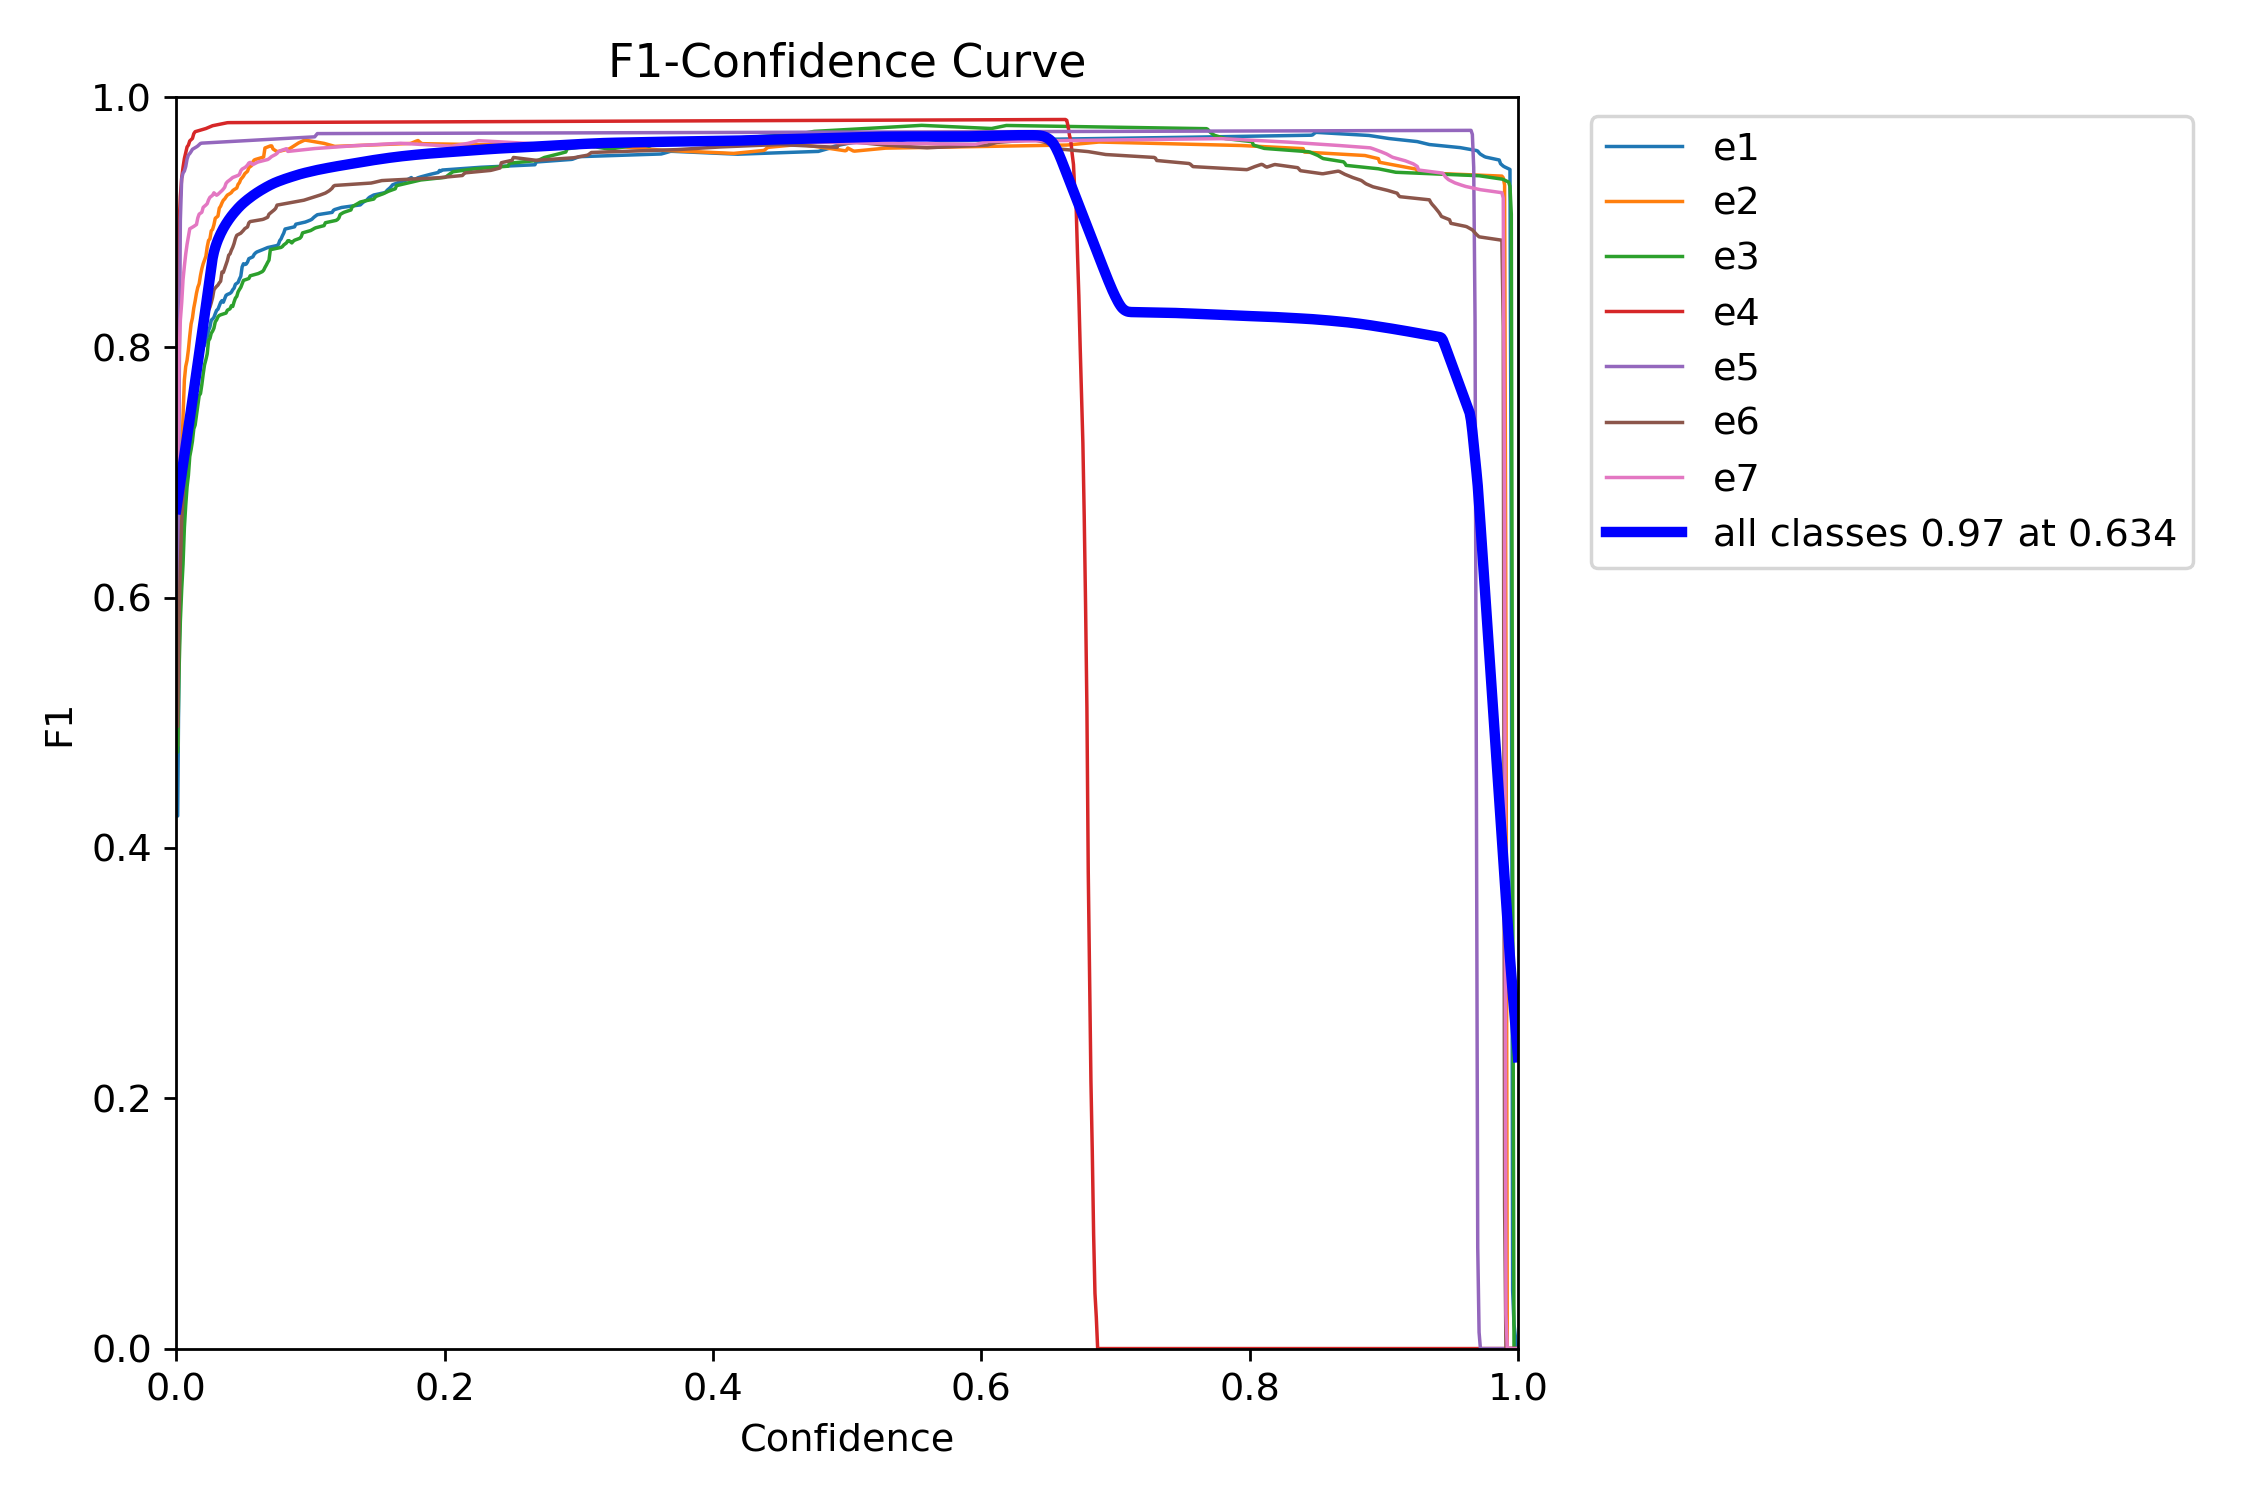 F1-Confidence Curve
1.0
0.8
0.6
0.4
0.2
0.0
F1
0.0 0.2 0.4 0.6 0.8 1.0
Confidence
e1
e2
e3
e4
e5
e6
e7
all classes 0.97 at 0.634